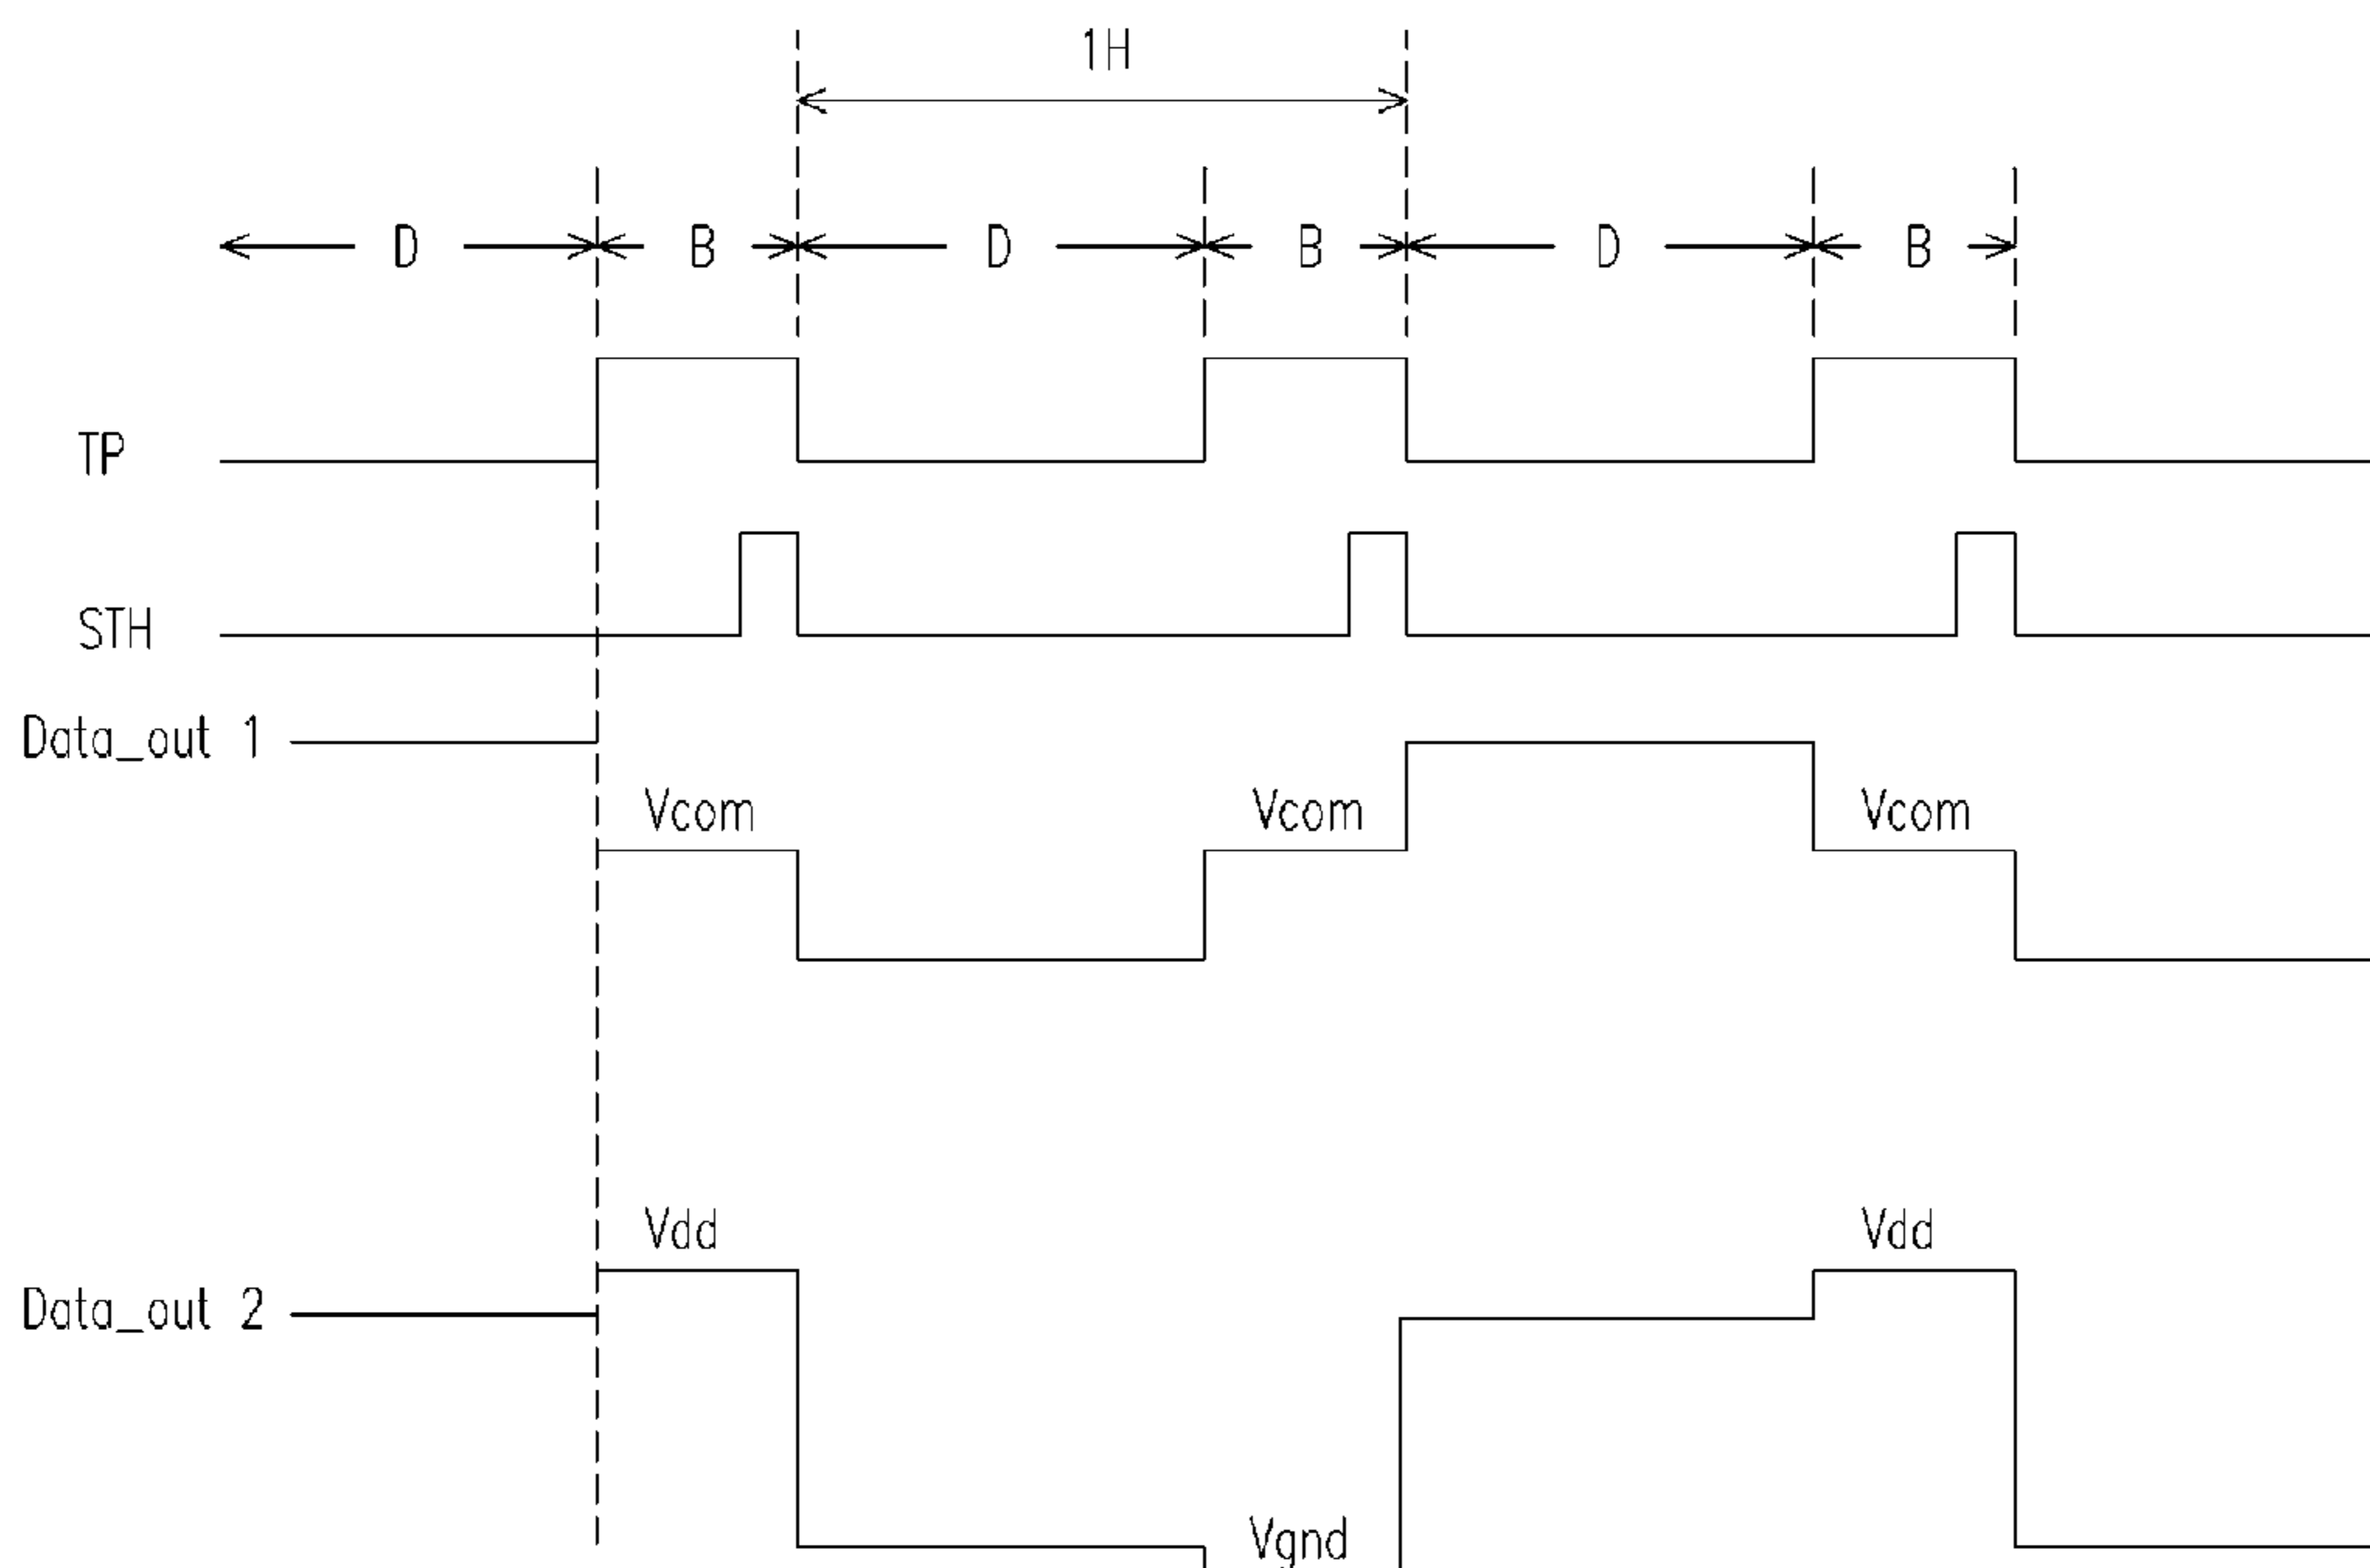 1H
D B D B D B
TP
STH
Data_out 1
Vcom Vcom Vcom
Vdd Vdd
Data_out 2
Vgnd